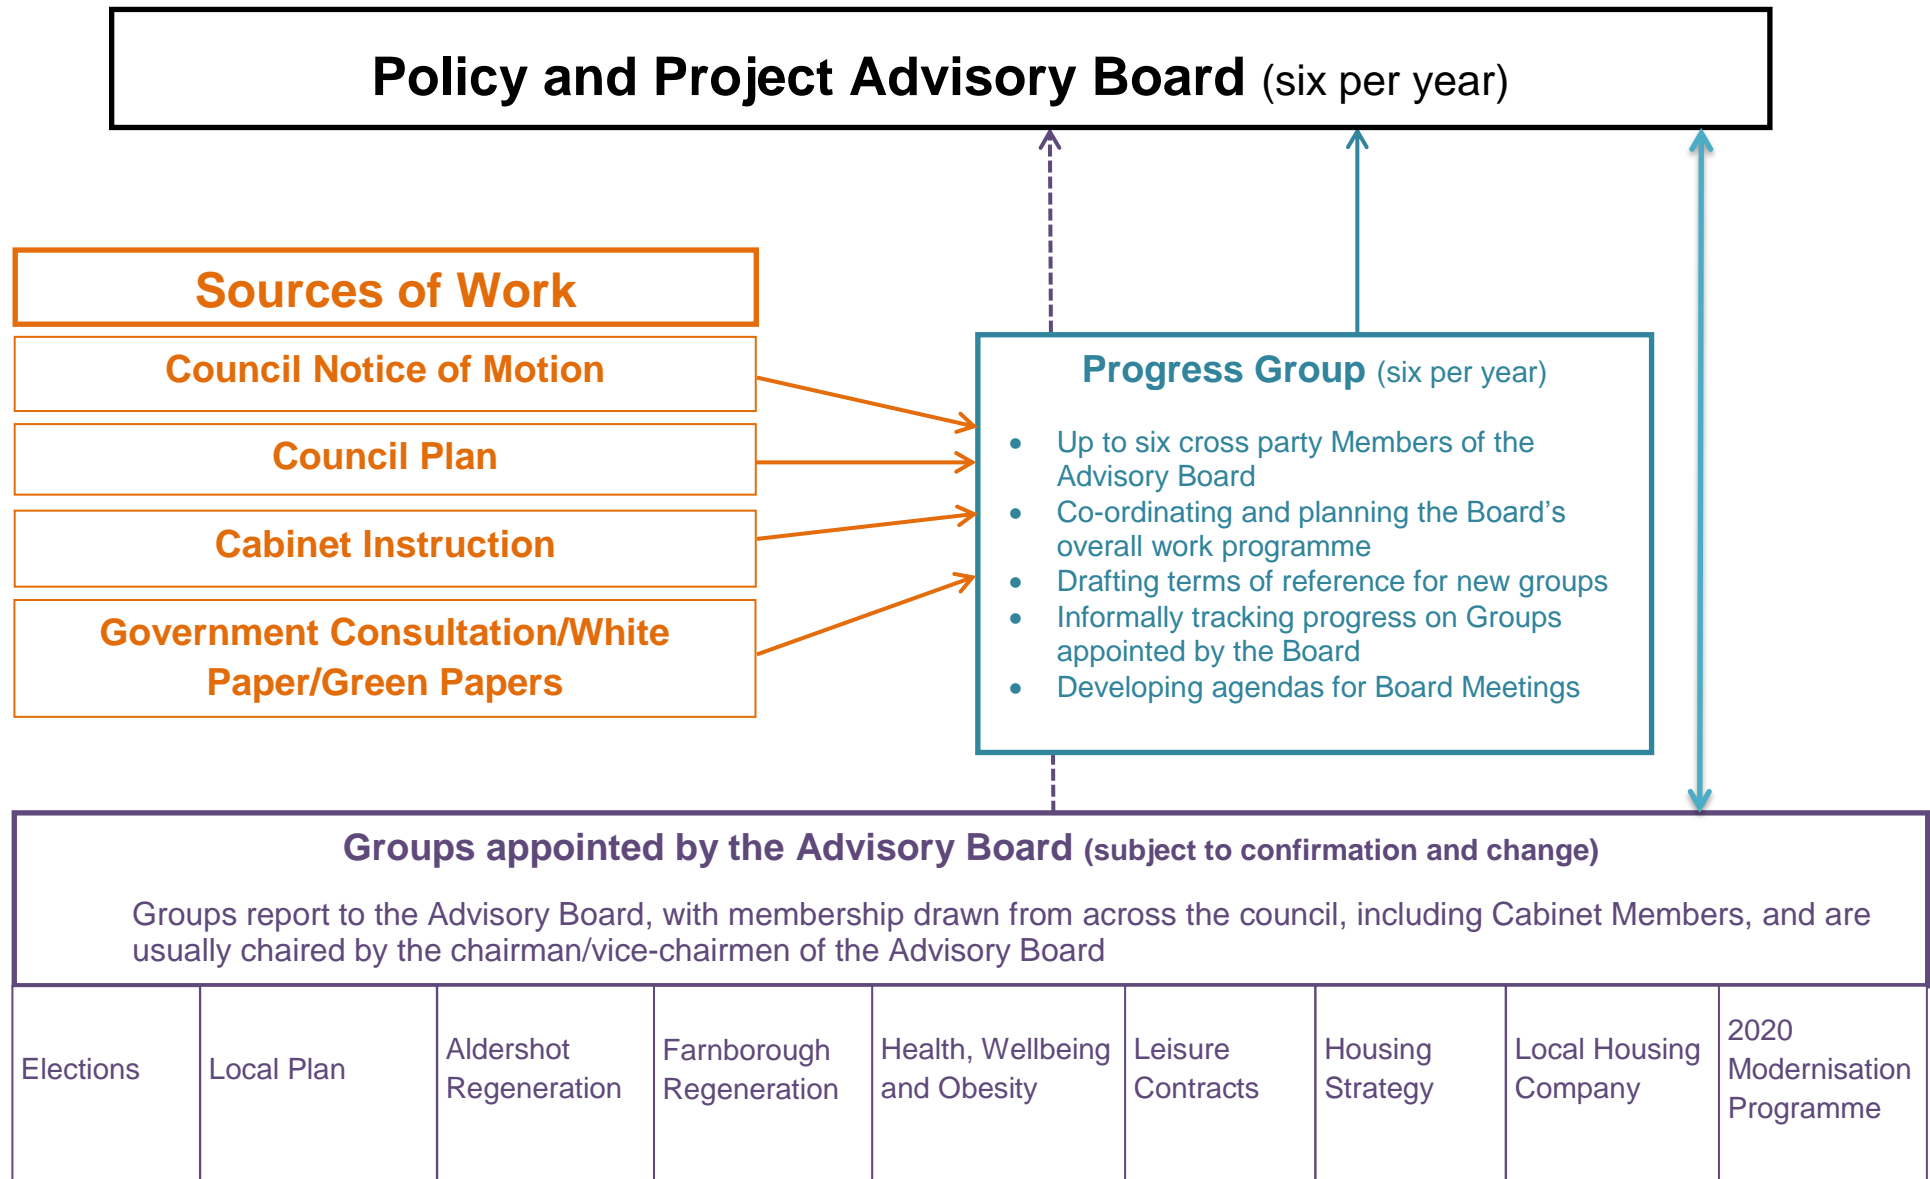 Policy and Project Advisory Board (six per year)
Sources of Work
Council Notice of Motion
Council Plan
Cabinet Instruction
Government Consultation/White
Paper/Green Papers
Progress Group (six per year)
• Up to six cross party Members of the
Advisory Board
• Co-ordinating and planning the Board’s
overall work programme
• Drafting terms of reference for new groups
• Informally tracking progress on Groups
appointed by the Board
• Developing agendas for Board Meetings
Groups appointed by the Advisory Board (subject to confirmation and change)
Groups report to the Advisory Board, with membership drawn from across the council, including Cabinet Members, and are
usually chaired by the chairman/vice-chairmen of the Advisory Board
Elections
Local Plan
Aldershot
Regeneration
Farnborough
Regeneration
Health, Wellbeing
and Obesity
Leisure
Contracts
Housing
Strategy
Local Housing
Company
2020
Modernisation
Programme